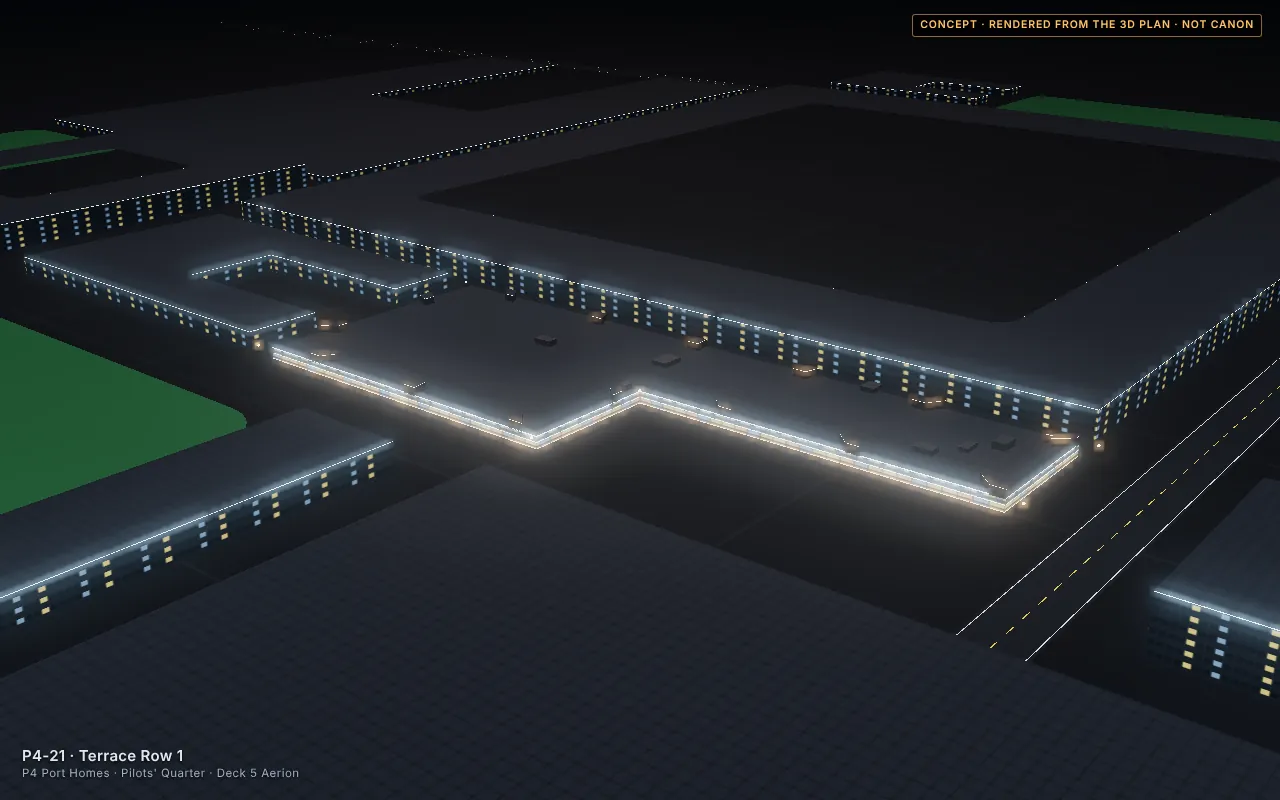 CONCEPT · RENDERED FROM THE 3D PLAN · NOT CANON
P4-21 · Terrace Row 1
P4 Port Homes · Pilots' Quarter · Deck 5 Aerion